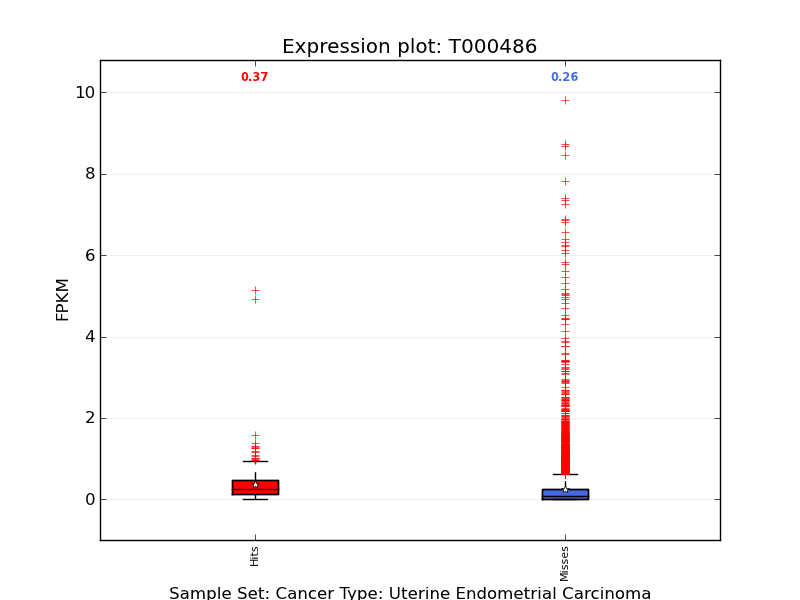 Expression plot: T000486
0.37
0.26
10
8
6
4
2
0
FPKM
Hits
Misses
Sample Set: Cancer Type: Uterine Endometrial Carcinoma